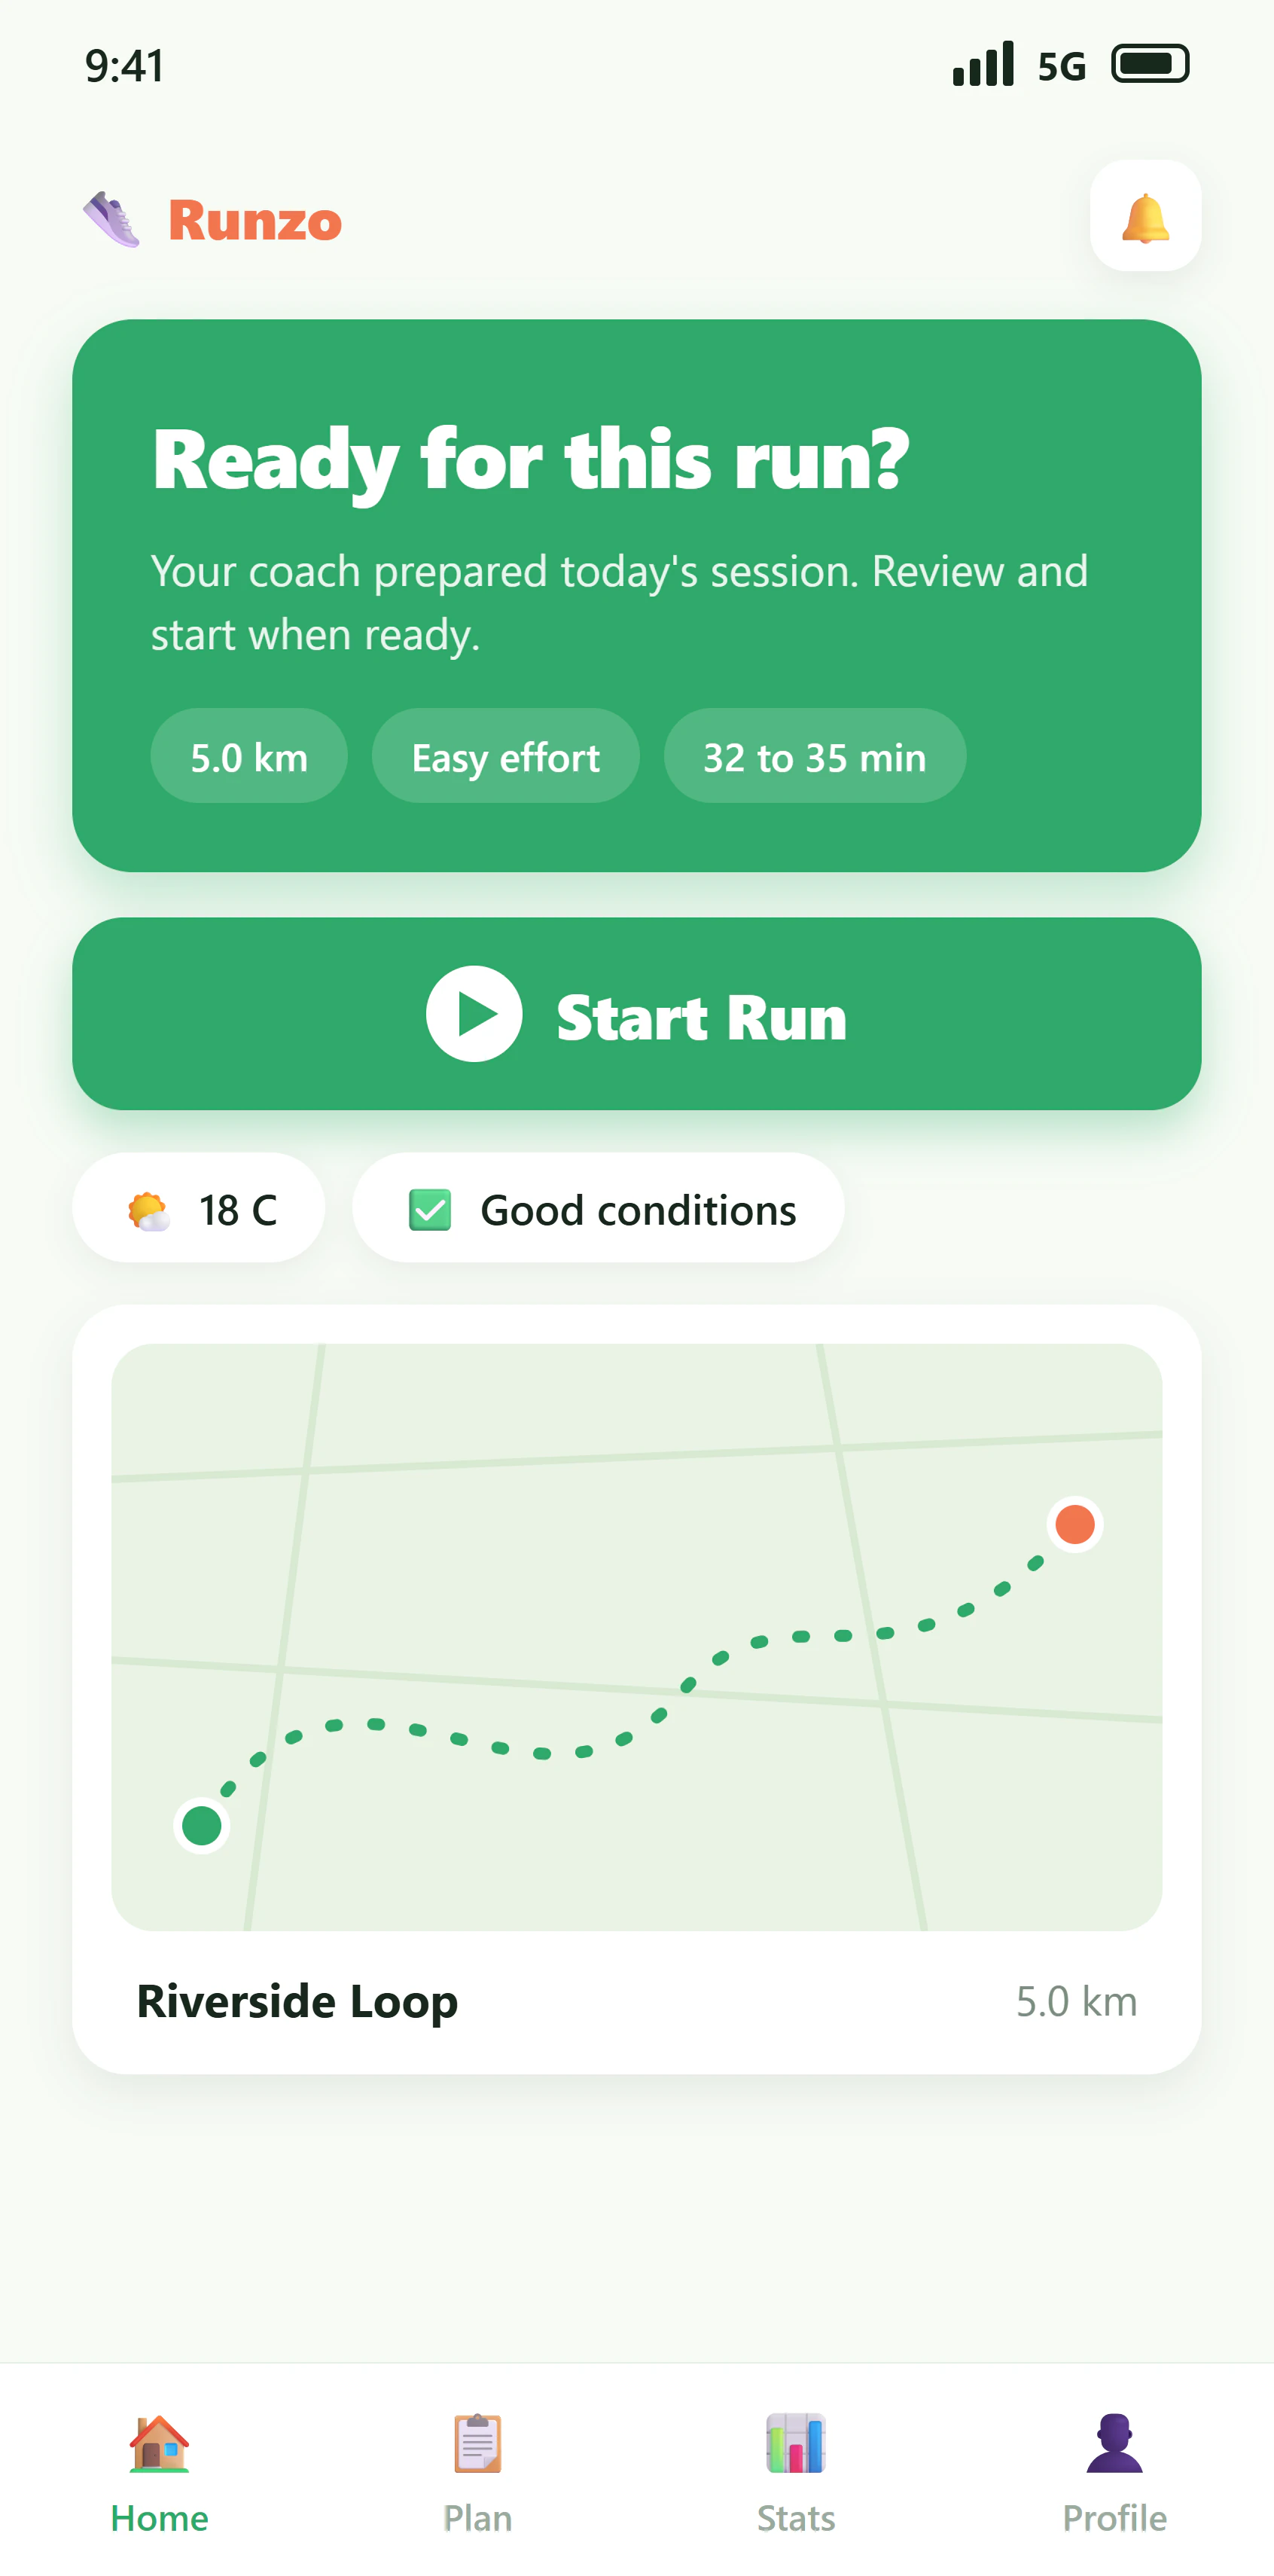 9:41
5G
Runzo
Ready for this run?
Your coach prepared today's session. Review and
start when ready.
5.0 km
Easy effort
32 to 35 min
Start Run
18 C
Good conditions
Riverside Loop
5.0 km
Home
Plan
Stats
Profile